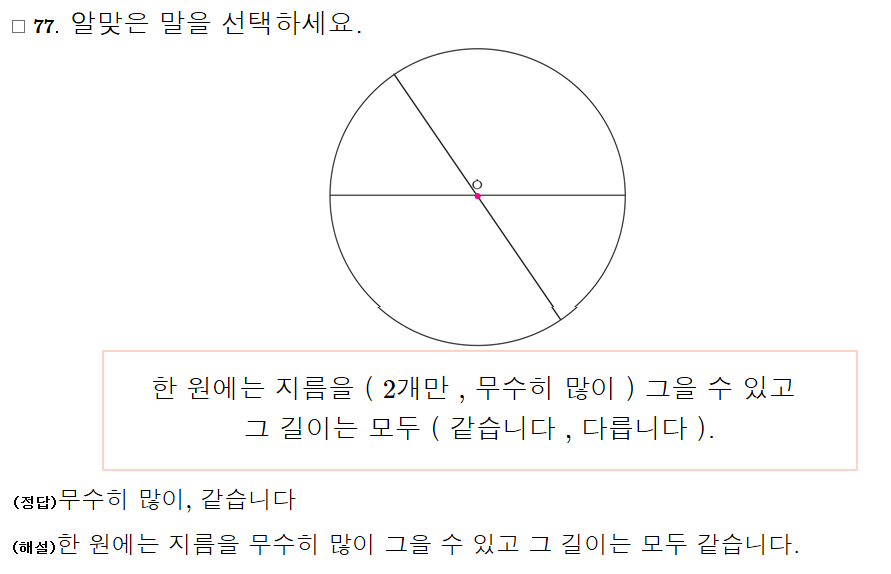 □ 77. 알맞은 말을 선택하세요.
ㅇ
한 원에는 지름을 ( 2개만 , 무수히 많이 ) 그을 수 있고
그 길이는 모두 ( 같습니다 , 다릅니다 ).
(정답)무수히 많이, 같습니다
(해설)한 원에는 지름을 무수히 많이 그을 수 있고 그 길이는 모두 같습니다.